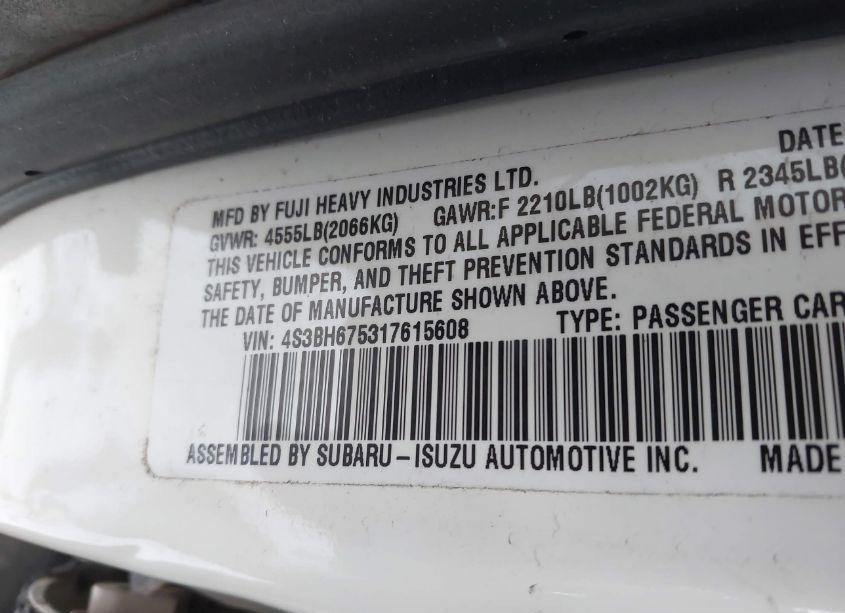 DATE
MFD BY FUJI HEAVY INDUSTRIES LTD.
GVWR: 4555LB(2066KG) GAWR:F 2210LB(1002KG) R 2345LB(
THIS VEHICLE CONFORMS TO ALL APPLICABLE FEDERAL MOTOR
SAFETY, BUMPER, AND THEFT PREVENTION STANDARDS IN EFF
THE DATE OF MANUFACTURE SHOWN ABOVE.
VIN: 4S3BH675317615608 TYPE: PASSENGER CAR
ASSEMBLED BY SUBARU-ISUZU AUTOMOTIVE INC. MADE